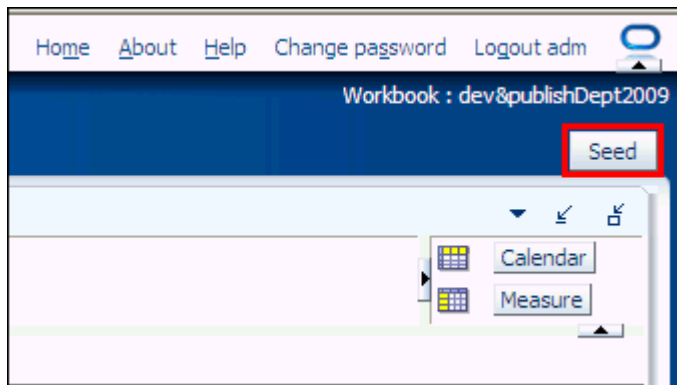 Home About Help Change password Logout adm
Workbook : dev&publishDept2009
Seed
Calendar
Measure